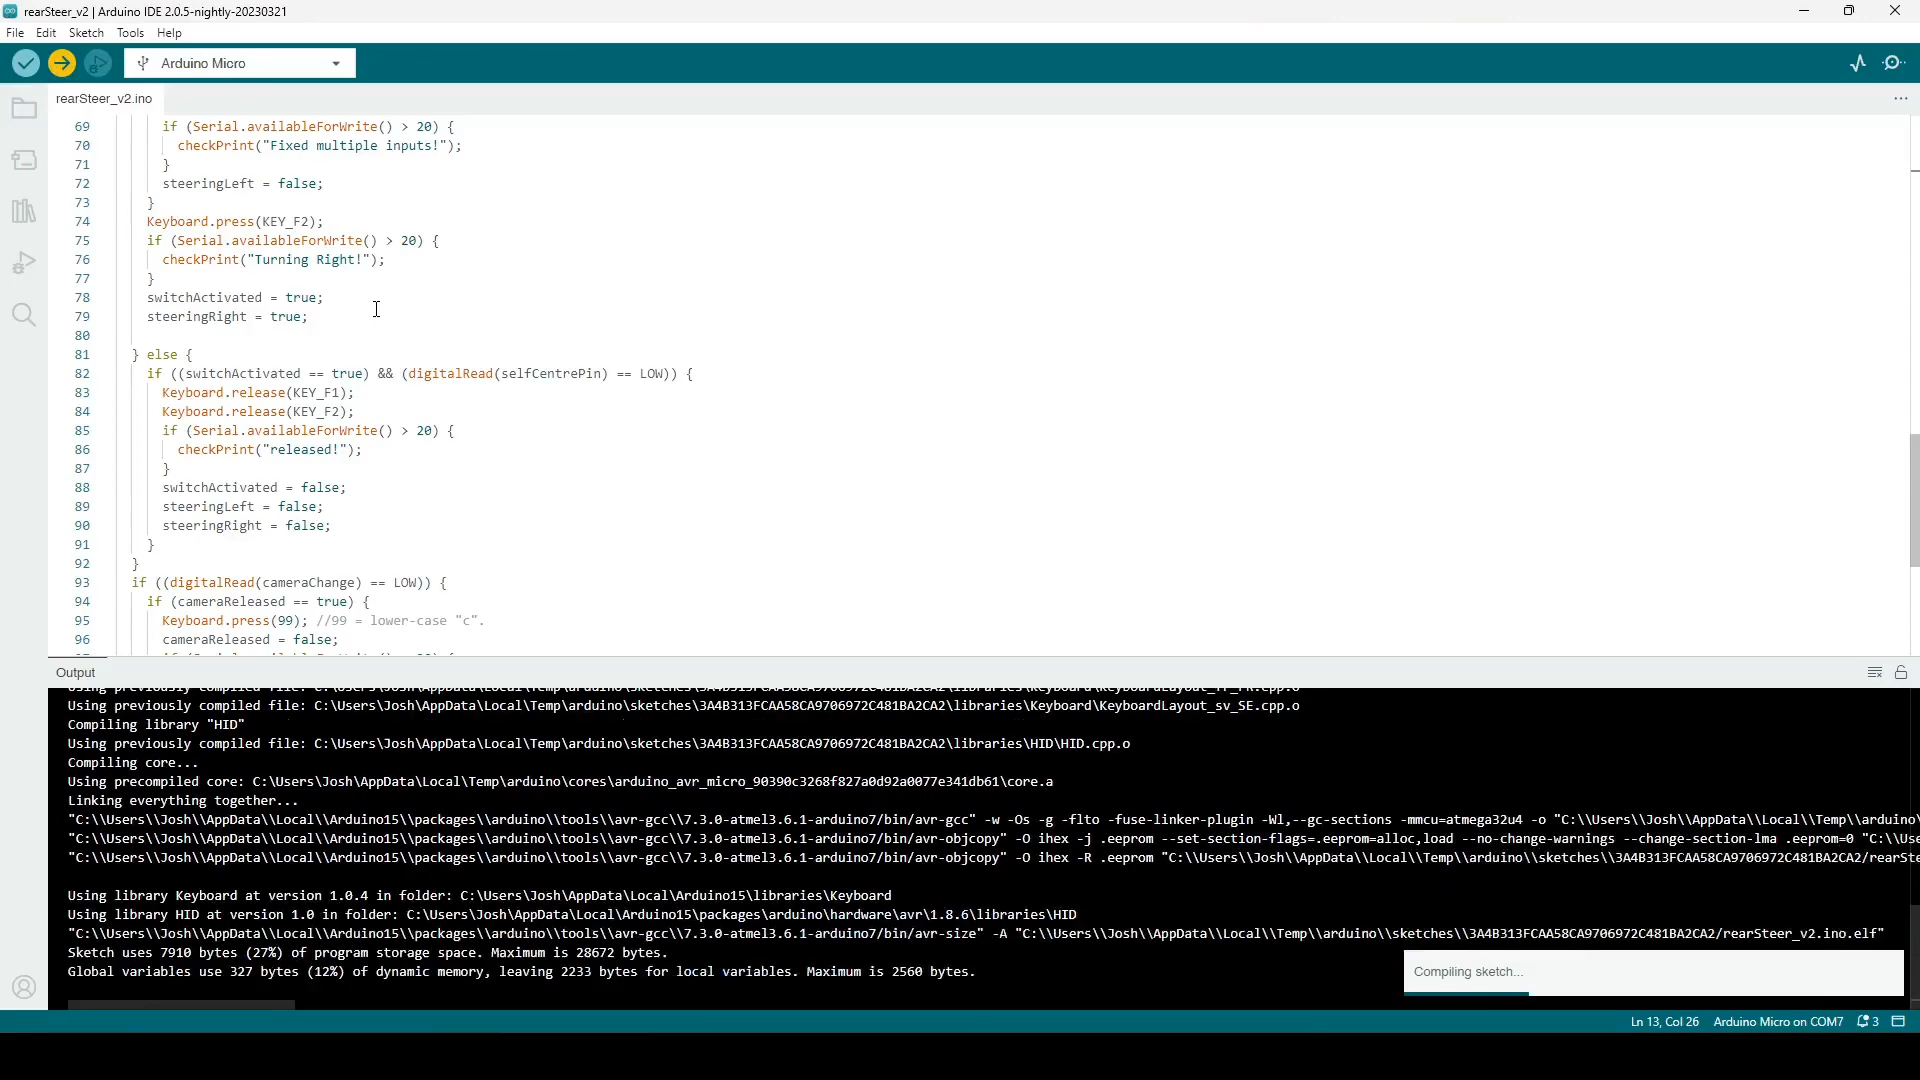 rearSteer_v2 | Arduino IDE 2.0.5-nightly-20230321
File Edit Sketch Tools Help
Arduino Micro
rearSteer_v2.ino
69 if (Serial.availableForWrite() > 20) {
70 checkPrint("Fixed multiple inputs!");
71 }
72 steeringLeft = false;
73 }
74 Keyboard.press(KEY_F2);
75 if (Serial.availableForWrite() > 20) {
76 checkPrint("Turning Right!");
77 }
78 switchActivated = true;
79 steeringRight = true;
80
81 } else {
82 if ((switchActivated == true) && (digitalRead(selfCentrePin) == LOW)) {
83 Keyboard.release(KEY_F1);
84 Keyboard.release(KEY_F2);
85 if (Serial.availableForWrite() > 20) {
86 checkPrint("released!");
87 }
88 switchActivated = false;
89 steeringLeft = false;
90 steeringRight = false;
91 }
92 }
93 if ((digitalRead(cameraChange) == LOW)) {
94 if (cameraReleased == true) {
95 Keyboard.press(99); //99 = lower-case "c".
96 cameraReleased = false;
Output
Using previously compiled file: C:\Users\Josh\AppData\Local\Temp\arduino\sketches\3A4B313FCAA58CA9706972C481BA2CA2\libraries\Keyboard\KeyboardLayout_sv_SE.cpp.o
Compiling library "HID"
Using previously compiled file: C:\Users\Josh\AppData\Local\Temp\arduino\sketches\3A4B313FCAA58CA9706972C481BA2CA2\libraries\HID\HID.cpp.o
Compiling core...
Using precompiled core: C:\Users\Josh\AppData\Local\Temp\arduino\cores\arduino_avr_micro_90390c3268f827a0d92a0077e341db61\core.a
Linking everything together...
"C:\\Users\\Josh\\AppData\\Local\\Arduino15\\packages\\arduino\\tools\\avr-gcc\\7.3.0-atmel3.6.1-arduino7/bin/avr-gcc" -w -Os -g -flto -fuse-linker-plugin -Wl,--gc-sections -mmcu=atmega32u4 -o "C:\\Users\\Josh\\AppData\\Local\\Temp\\arduino\
"C:\\Users\\Josh\\AppData\\Local\\Arduino15\\packages\\arduino\\tools\\avr-gcc\\7.3.0-atmel3.6.1-arduino7/bin/avr-objcopy" -O ihex -j .eeprom --set-section-flags=.eeprom=alloc,load --no-change-warnings --change-section-lma .eeprom=0 "C:\\Use
"C:\\Users\\Josh\\AppData\\Local\\Arduino15\\packages\\arduino\\tools\\avr-gcc\\7.3.0-atmel3.6.1-arduino7/bin/avr-objcopy" -O ihex -R .eeprom "C:\\Users\\Josh\\AppData\\Local\\Temp\\arduino\\sketches\\3A4B313FCAA58CA9706972C481BA2CA2/rearSte
Using library Keyboard at version 1.0.4 in folder: C:\Users\Josh\AppData\Local\Arduino15\libraries\Keyboard
Using library HID at version 1.0 in folder: C:\Users\Josh\AppData\Local\Arduino15\packages\arduino\hardware\avr\1.8.6\libraries\HID
"C:\\Users\\Josh\\AppData\\Local\\Arduino15\\packages\\arduino\\tools\\avr-gcc\\7.3.0-atmel3.6.1-arduino7/bin/avr-size" -A "C:\\Users\\Josh\\AppData\\Local\\Temp\\arduino\\sketches\\3A4B313FCAA58CA9706972C481BA2CA2/rearSteer_v2.ino.elf"
Sketch uses 7910 bytes (27%) of program storage space. Maximum is 28672 bytes.
Global variables use 327 bytes (12%) of dynamic memory, leaving 2233 bytes for local variables. Maximum is 2560 bytes.
Compiling sketch...
Ln 13, Col 26 Arduino Micro on COM7 3